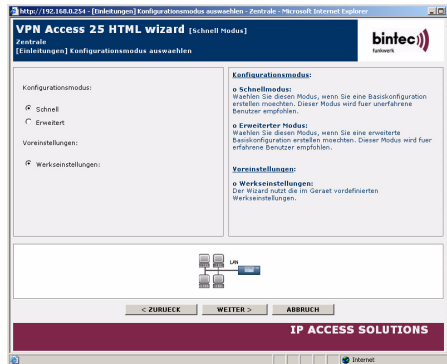 http://192.168.0.254 - [Einleitungen] Konfigurationsmodus auswaehlen - Zentrale - Microsoft Internet Explorer
VPN Access 25 HTML wizard [Schnell Modus]
Zentrale
[Einleitungen] Konfigurationsmodus auswaehlen
bintec
funkwerk
Konfigurationsmodus:
Schnell
Erweitert
Voreinstellungen:
Werkseinstellungen:
Konfigurationsmodus:
o Schnellmodus:
Waehlen Sie diesen Modus, wenn Sie eine Basiskonfiguration
erstellen moechten. Dieser Modus wird fuer unerfahrene
Benutzer empfohlen.
o Erweiterter Modus:
Waehlen Sie diesen Modus, wenn Sie eine erweiterte
Basiskonfiguration erstellen moechten. Dieser Modus wird fuer
erfahrene Benutzer empfohlen.
Voreinstellungen:
o Werkseinstellungen:
Der Wizard nutzt die im Geraet vordefinierten
Werkseinstellungen.
LAN
< ZURUECK
WEITER >
ABBRUCH
IP ACCESS SOLUTIONS
Internet